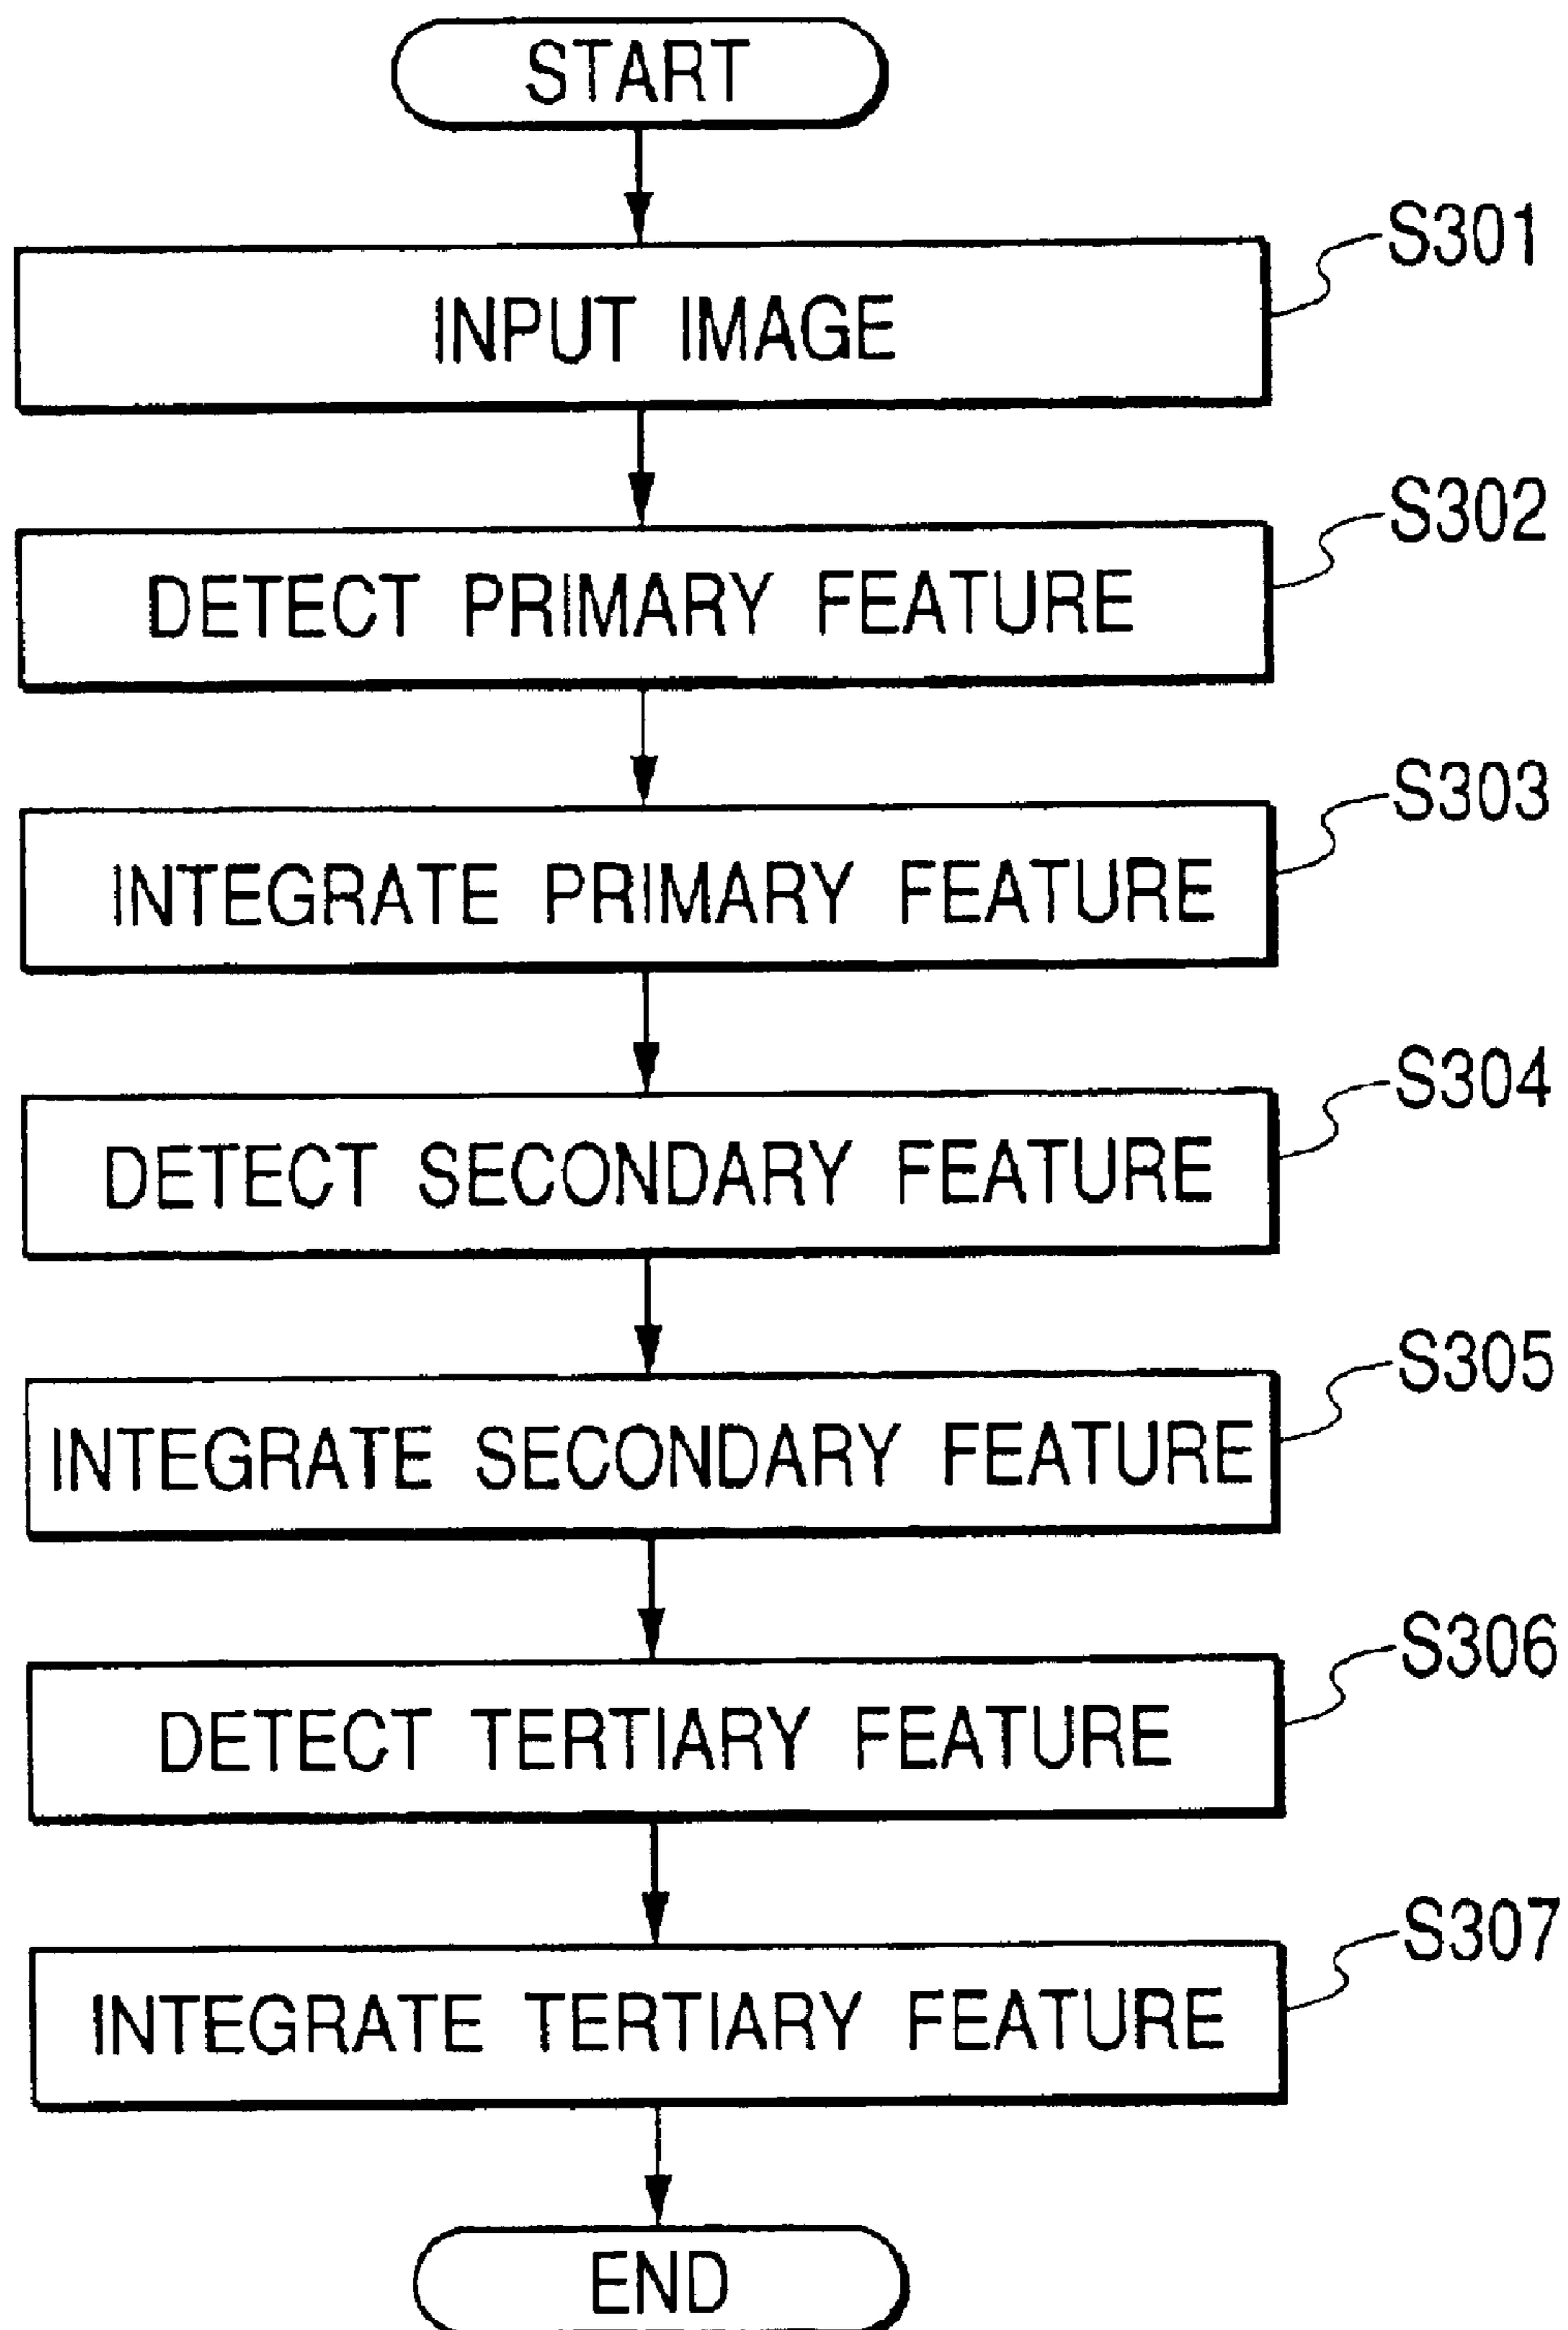 START
S301
INPUT IMAGE
S302
DETECT PRIMARY FEATURE
S303
INTEGRATE PRIMARY FEATURE
S304
DETECT SECONDARY FEATURE
S305
INTEGRATE SECONDARY FEATURE
S306
DETECT TERTIARY FEATURE
S307
INTEGRATE TERTIARY FEATURE
END